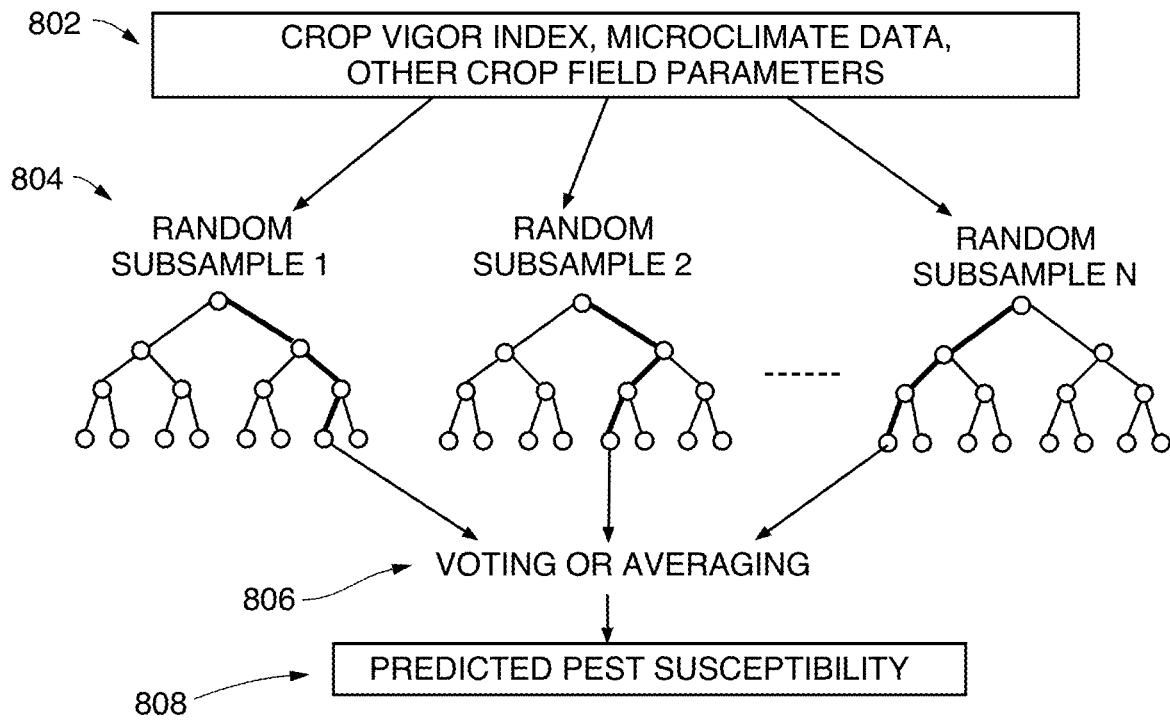 802
CROP VIGOR INDEX, MICROCLIMATE DATA,
OTHER CROP FIELD PARAMETERS
804
RANDOM
SUBSAMPLE 1
RANDOM
SUBSAMPLE 2
RANDOM
SUBSAMPLE N
VOTING OR AVERAGING
806
PREDICTED PEST SUSCEPTIBILITY
808